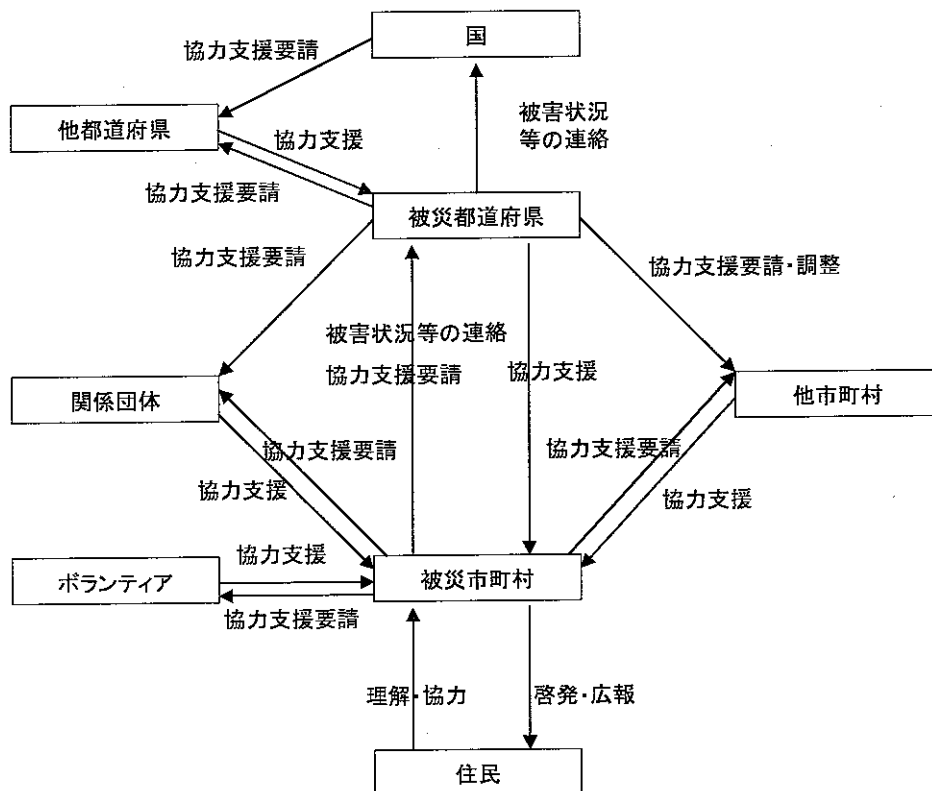 国
協力支援要請
被害状況
等の連絡
他都道府県
協力支援
協力支援要請
被災都道府県
協力支援要請
協力支援要請・調整
被害状況等の連絡
協力支援要請
協力支援
関係団体
他市町村
協力支援要請
協力支援要請
協力支援
協力支援
協力支援
ボランティア
被災市町村
協力支援要請
理解・協力
啓発・広報
住民